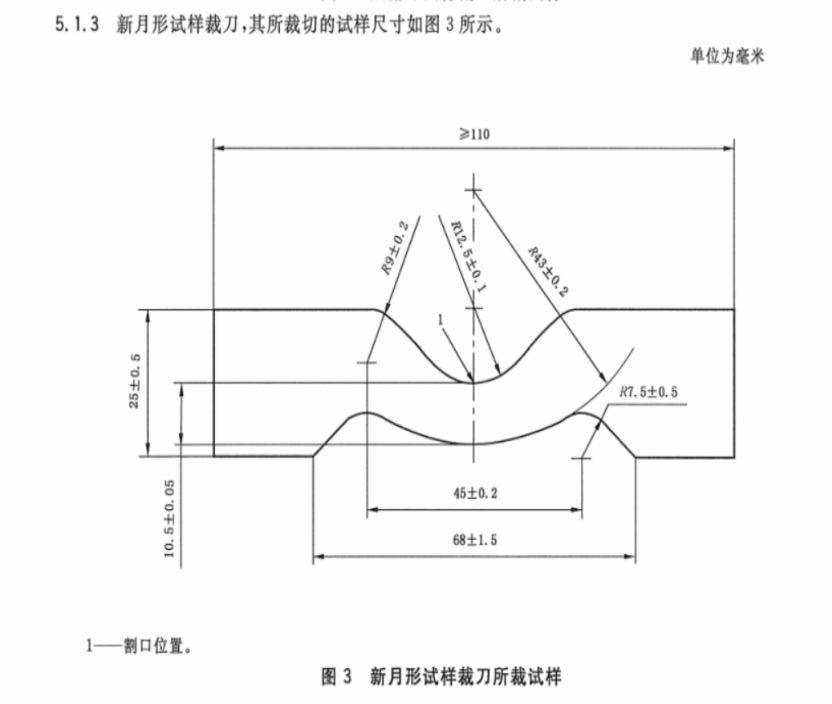 5.1.3 新月形试样裁刀,其所裁切的试样尺寸如图 3 所示。
单位为毫米
≥110
R9±0.2
R12.5±0.1
R43±0.2
1
25±0.5
R7.5±0.5
10.5±0.05
45±0.2
68±1.5
1——割口位置。
图 3 新月形试样裁刀所裁试样